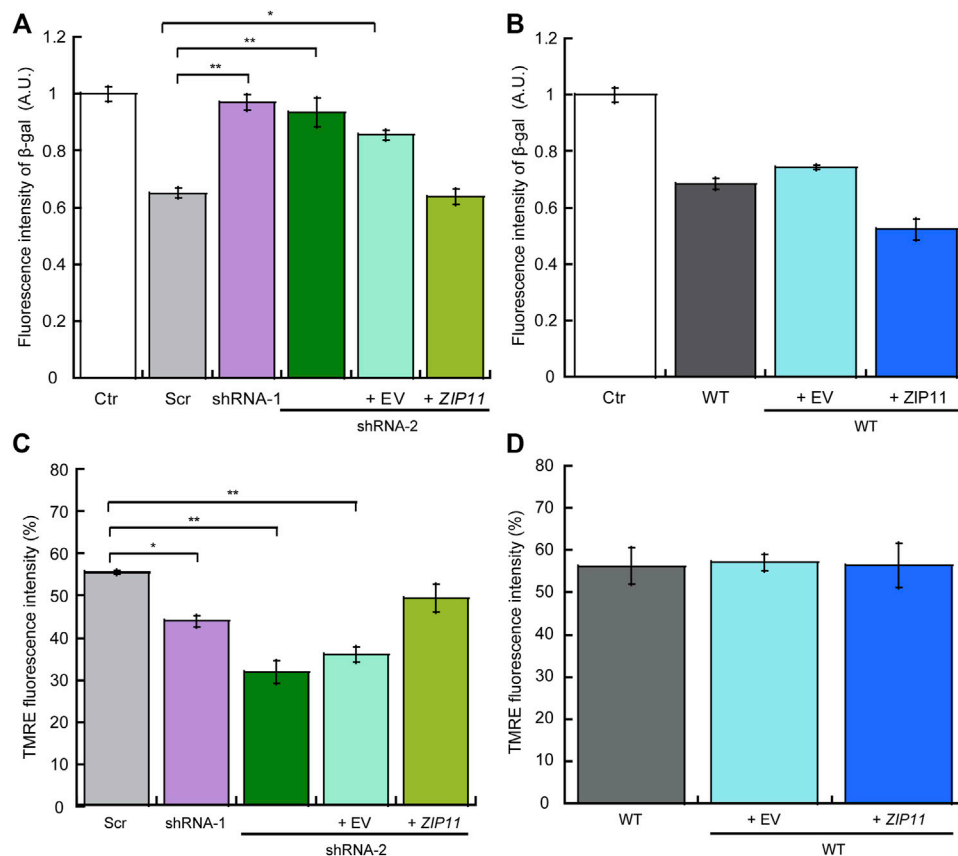 A
Fluorescence intensity of β-gal (A.U.)
1.2
1
0.8
0.6
0.4
0.2
0
*
**
**
Ctr
Scr
shRNA-1
+ EV
+ ZIP11
shRNA-2
B
Fluorescence intensity of β-gal (A.U.)
1.2
1
0.8
0.6
0.4
0.2
0
Ctr
WT
+ EV
+ ZIP11
WT
C
TMRE fluorescence intensity (%)
80
70
60
50
40
30
20
10
0
**
**
*
Scr
shRNA-1
+ EV
+ ZIP11
shRNA-2
D
TMRE fluorescence intensity (%)
80
70
60
50
40
30
20
10
0
WT
+ EV
+ ZIP11
WT